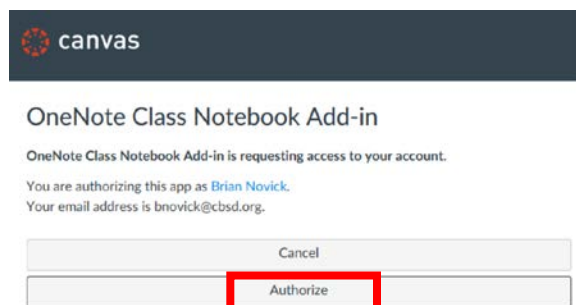 canvas
OneNote Class Notebook Add-in
OneNote Class Notebook Add-in is requesting access to your account.
You are authorizing this app as Brian Novick.
Your email address is bnovick@cbsd.org.
Cancel
Authorize